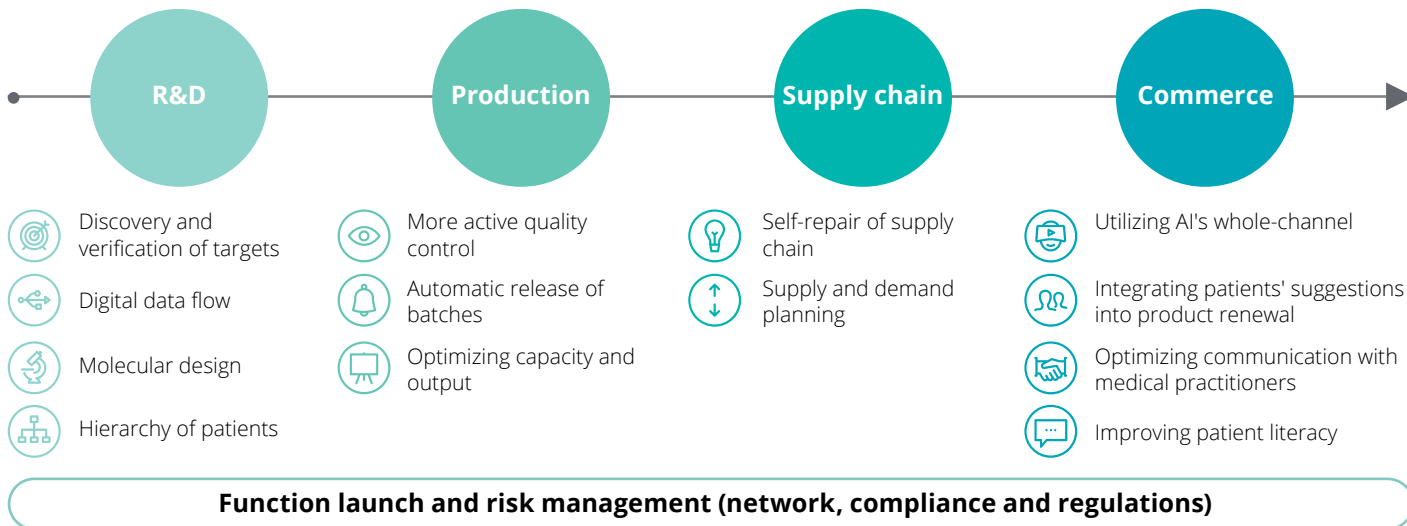 R&D
Production
Supply chain
Commerce
Discovery and
verification of targets
Digital data flow
Molecular design
Hierarchy of patients
More active quality
control
Automatic release of
batches
Optimizing capacity and
output
Self-repair of supply
chain
Supply and demand
planning
Utilizing AI's whole-channel
Integrating patients' suggestions
into product renewal
Optimizing communication with
medical practitioners
Improving patient literacy
Function launch and risk management (network, compliance and regulations)